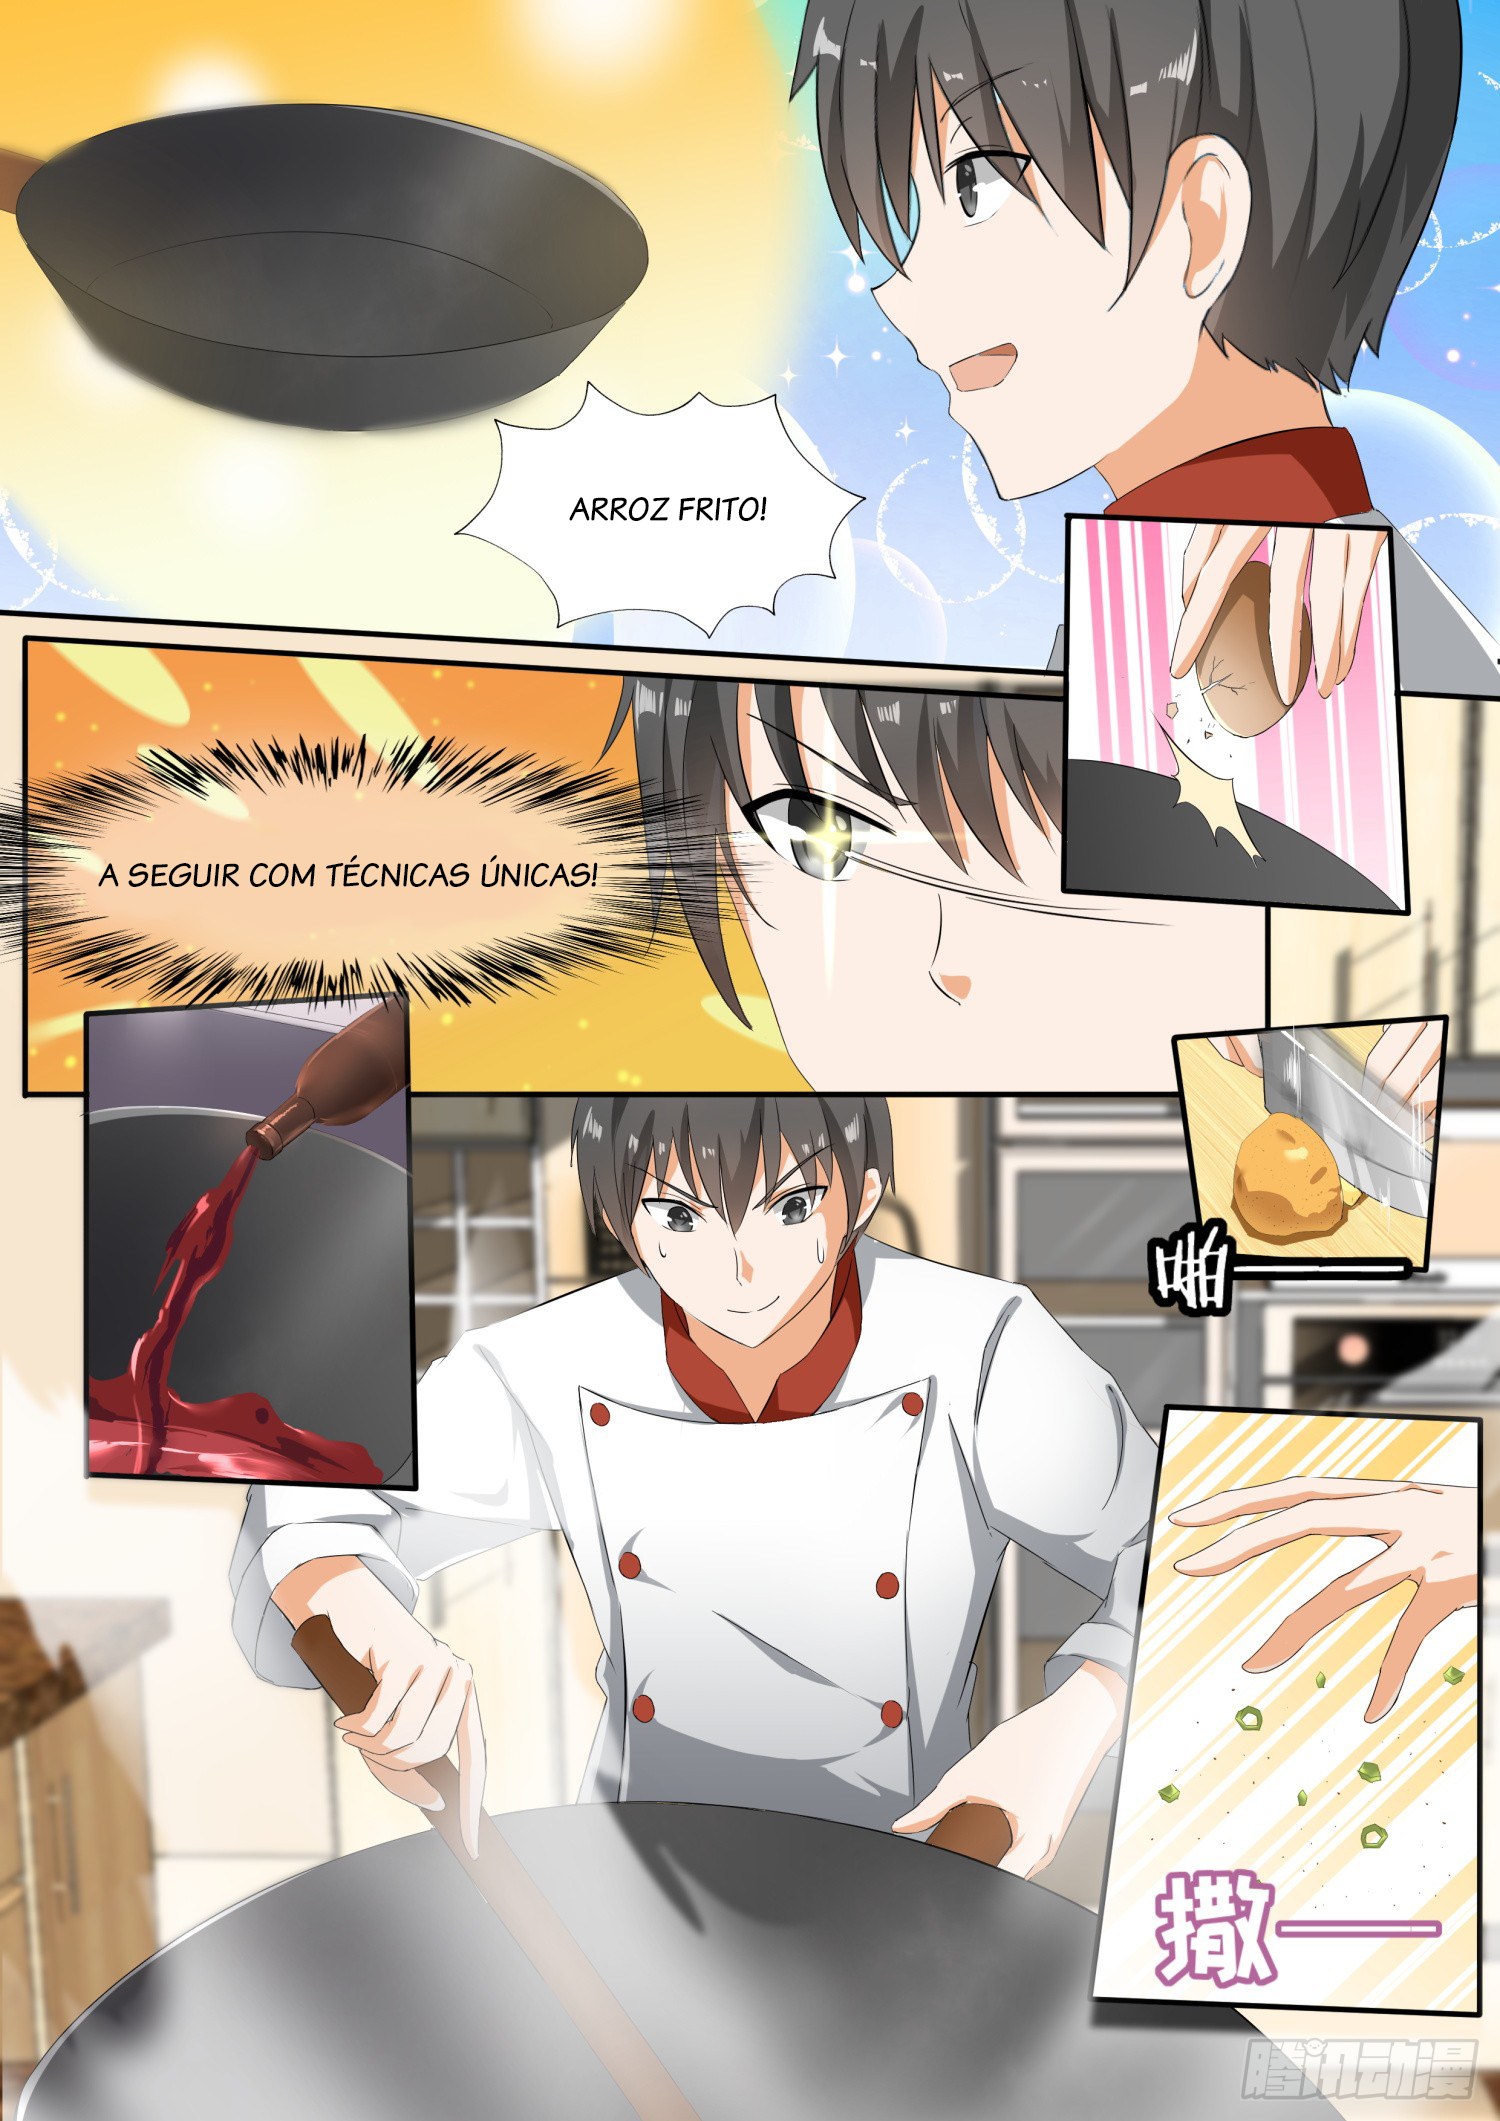 ARROZ FRITO!
A SEGUIR COM TÉCNICAS ÚNICAS!
啪——
撒——
腾讯动漫